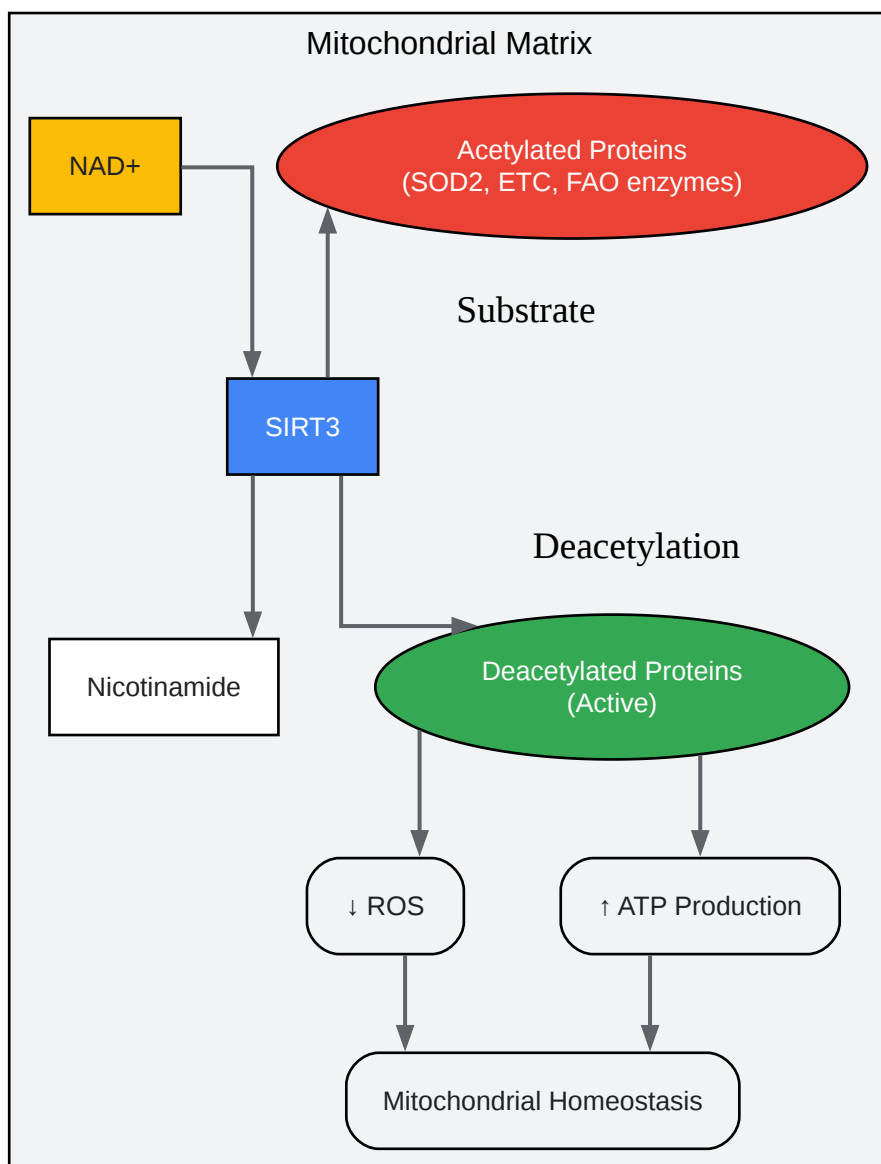 Mitochondrial Matrix
NAD+
Acetylated Proteins
(SOD2, ETC, FAO enzymes)
Substrate
SIRT3
Deacetylation
Nicotinamide
Deacetylated Proteins
(Active)
↓ ROS
↑ ATP Production
Mitochondrial Homeostasis